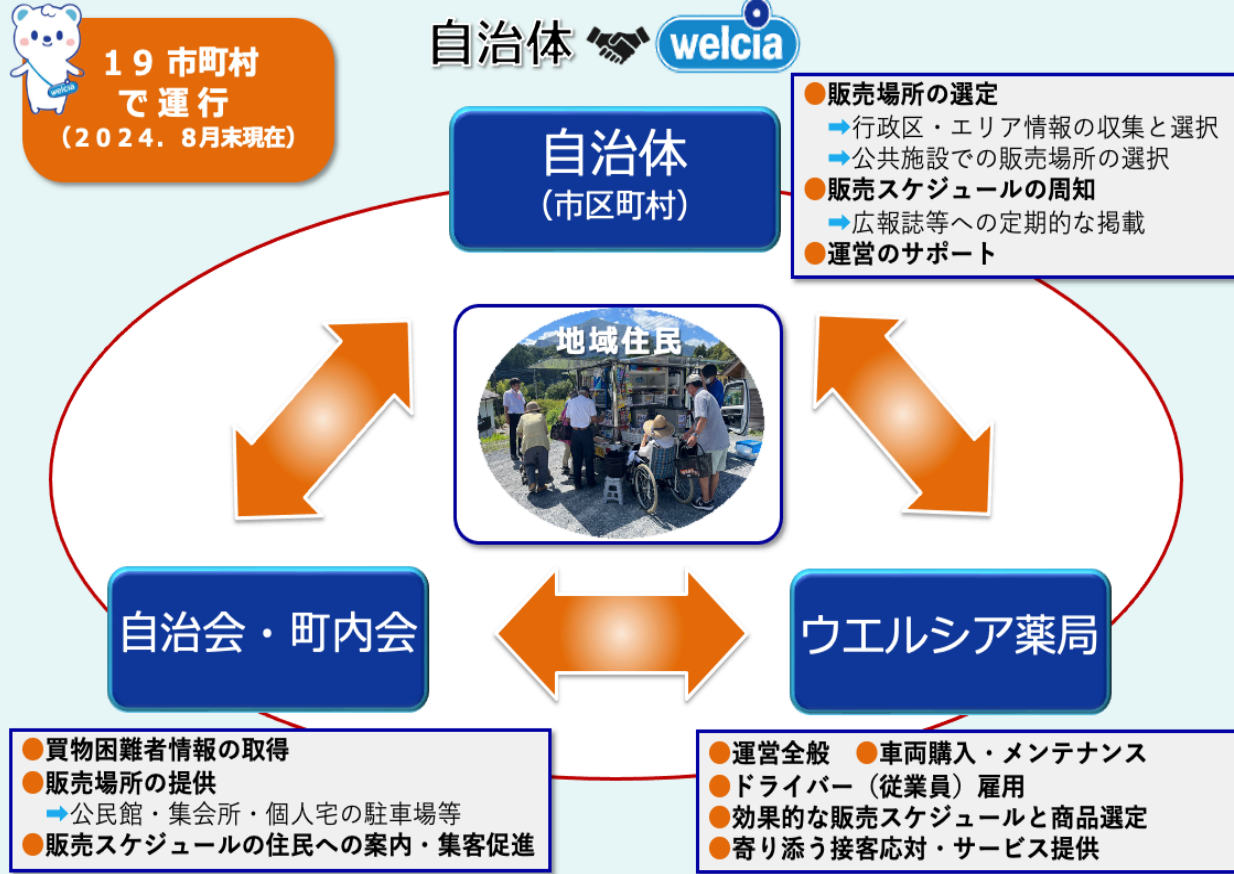 自治体 welcia
welcia
19市町村
で運行
（2024．8月末現在）
自治体
（市区町村）
●販売場所の選定
➡行政区・エリア情報の収集と選択
➡公共施設での販売場所の選択
●販売スケジュールの周知
➡広報誌等への定期的な掲載
●運営のサポート
地域住民
自治会・町内会
ウエルシア薬局
●買物困難者情報の取得
●販売場所の提供
➡公民館・集会所・個人宅の駐車場等
●販売スケジュールの住民への案内・集客促進
●運営全般 ●車両購入・メンテナンス
●ドライバー（従業員）雇用
●効果的な販売スケジュールと商品選定
●寄り添う接客応対・サービス提供